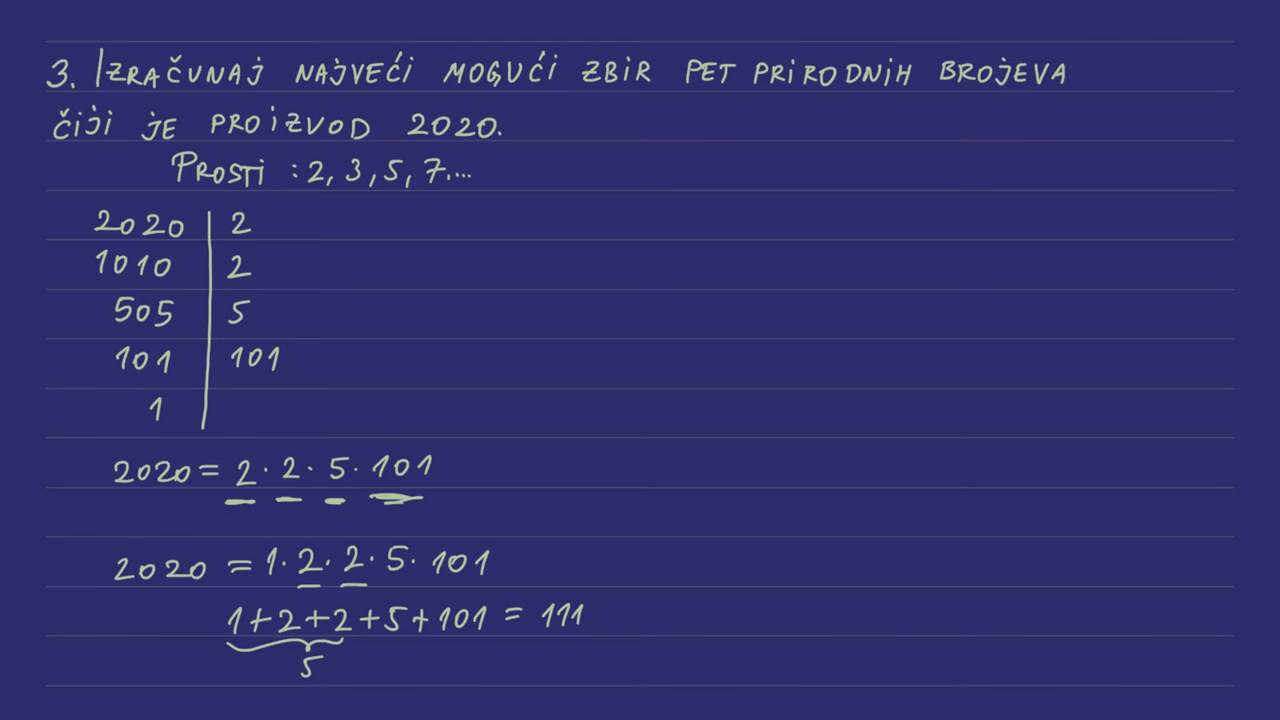 3. IZRAČUNAJ NAJVEĆI MOGUĆI ZBIR PET PRIRODNIH BROJEVA
ČIJI JE PROIZVOD 2020.
PROSTI : 2, 3, 5, 7....
2020 | 2
1010 | 2
505 | 5
101 | 101
1 |
2020 = 2 · 2 · 5 · 101
2020 = 1 · 2 · 2 · 5 · 101
1 + 2 + 2 + 5 + 101 = 111
5